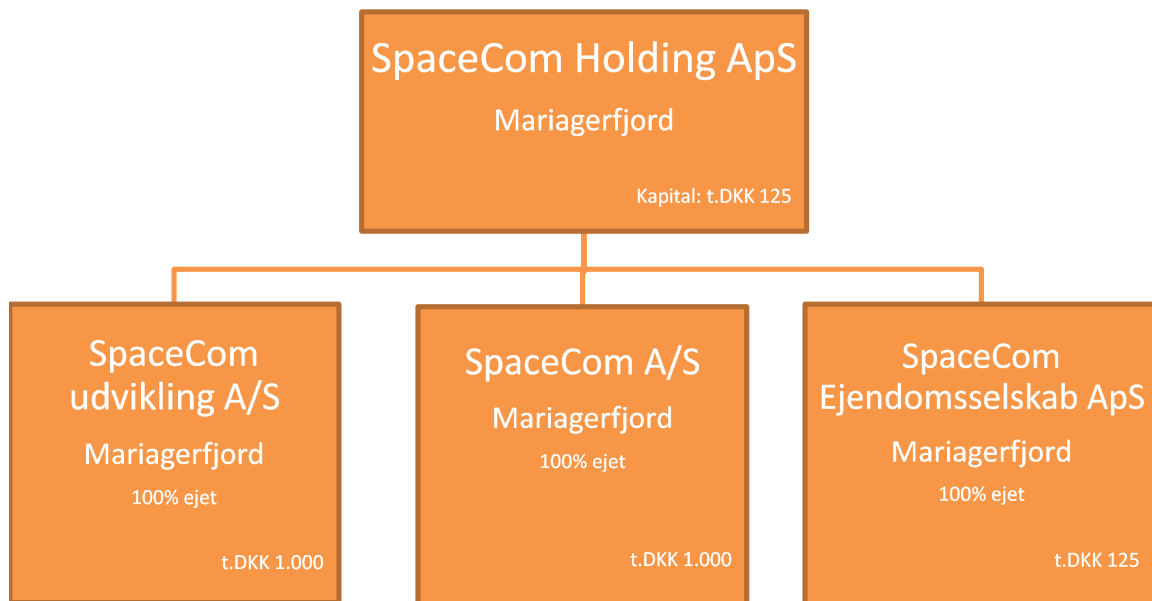 SpaceCom Holding ApS
Mariagerfjord
Kapital: t.DKK 125
SpaceCom
udvikling A/S
Mariagerfjord
100% ejet
t.DKK 1.000
SpaceCom A/S
Mariagerfjord
100% ejet
t.DKK 1.000
SpaceCom
Ejendomsselskab ApS
Mariagerfjord
100% ejet
t.DKK 125